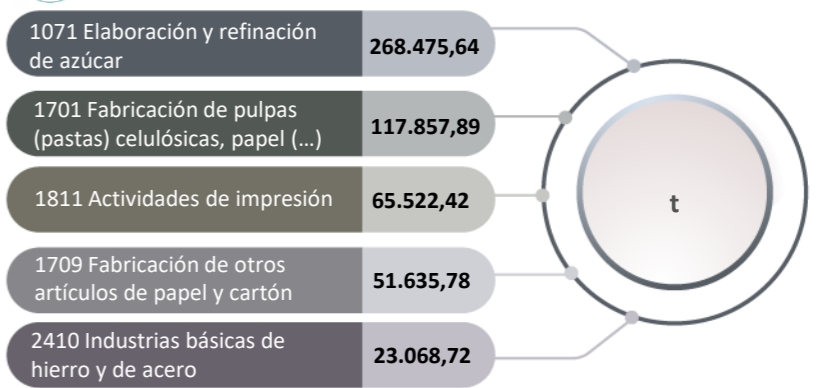 1071 Elaboración y refinación
de azúcar
268.475,64
1701 Fabricación de pulpas
(pastas) celulósicas, papel (...)
117.857,89
1811 Actividades de impresión
65.522,42
t
1709 Fabricación de otros
artículos de papel y cartón
51.635,78
2410 Industrias básicas de
hierro y de acero
23.068,72